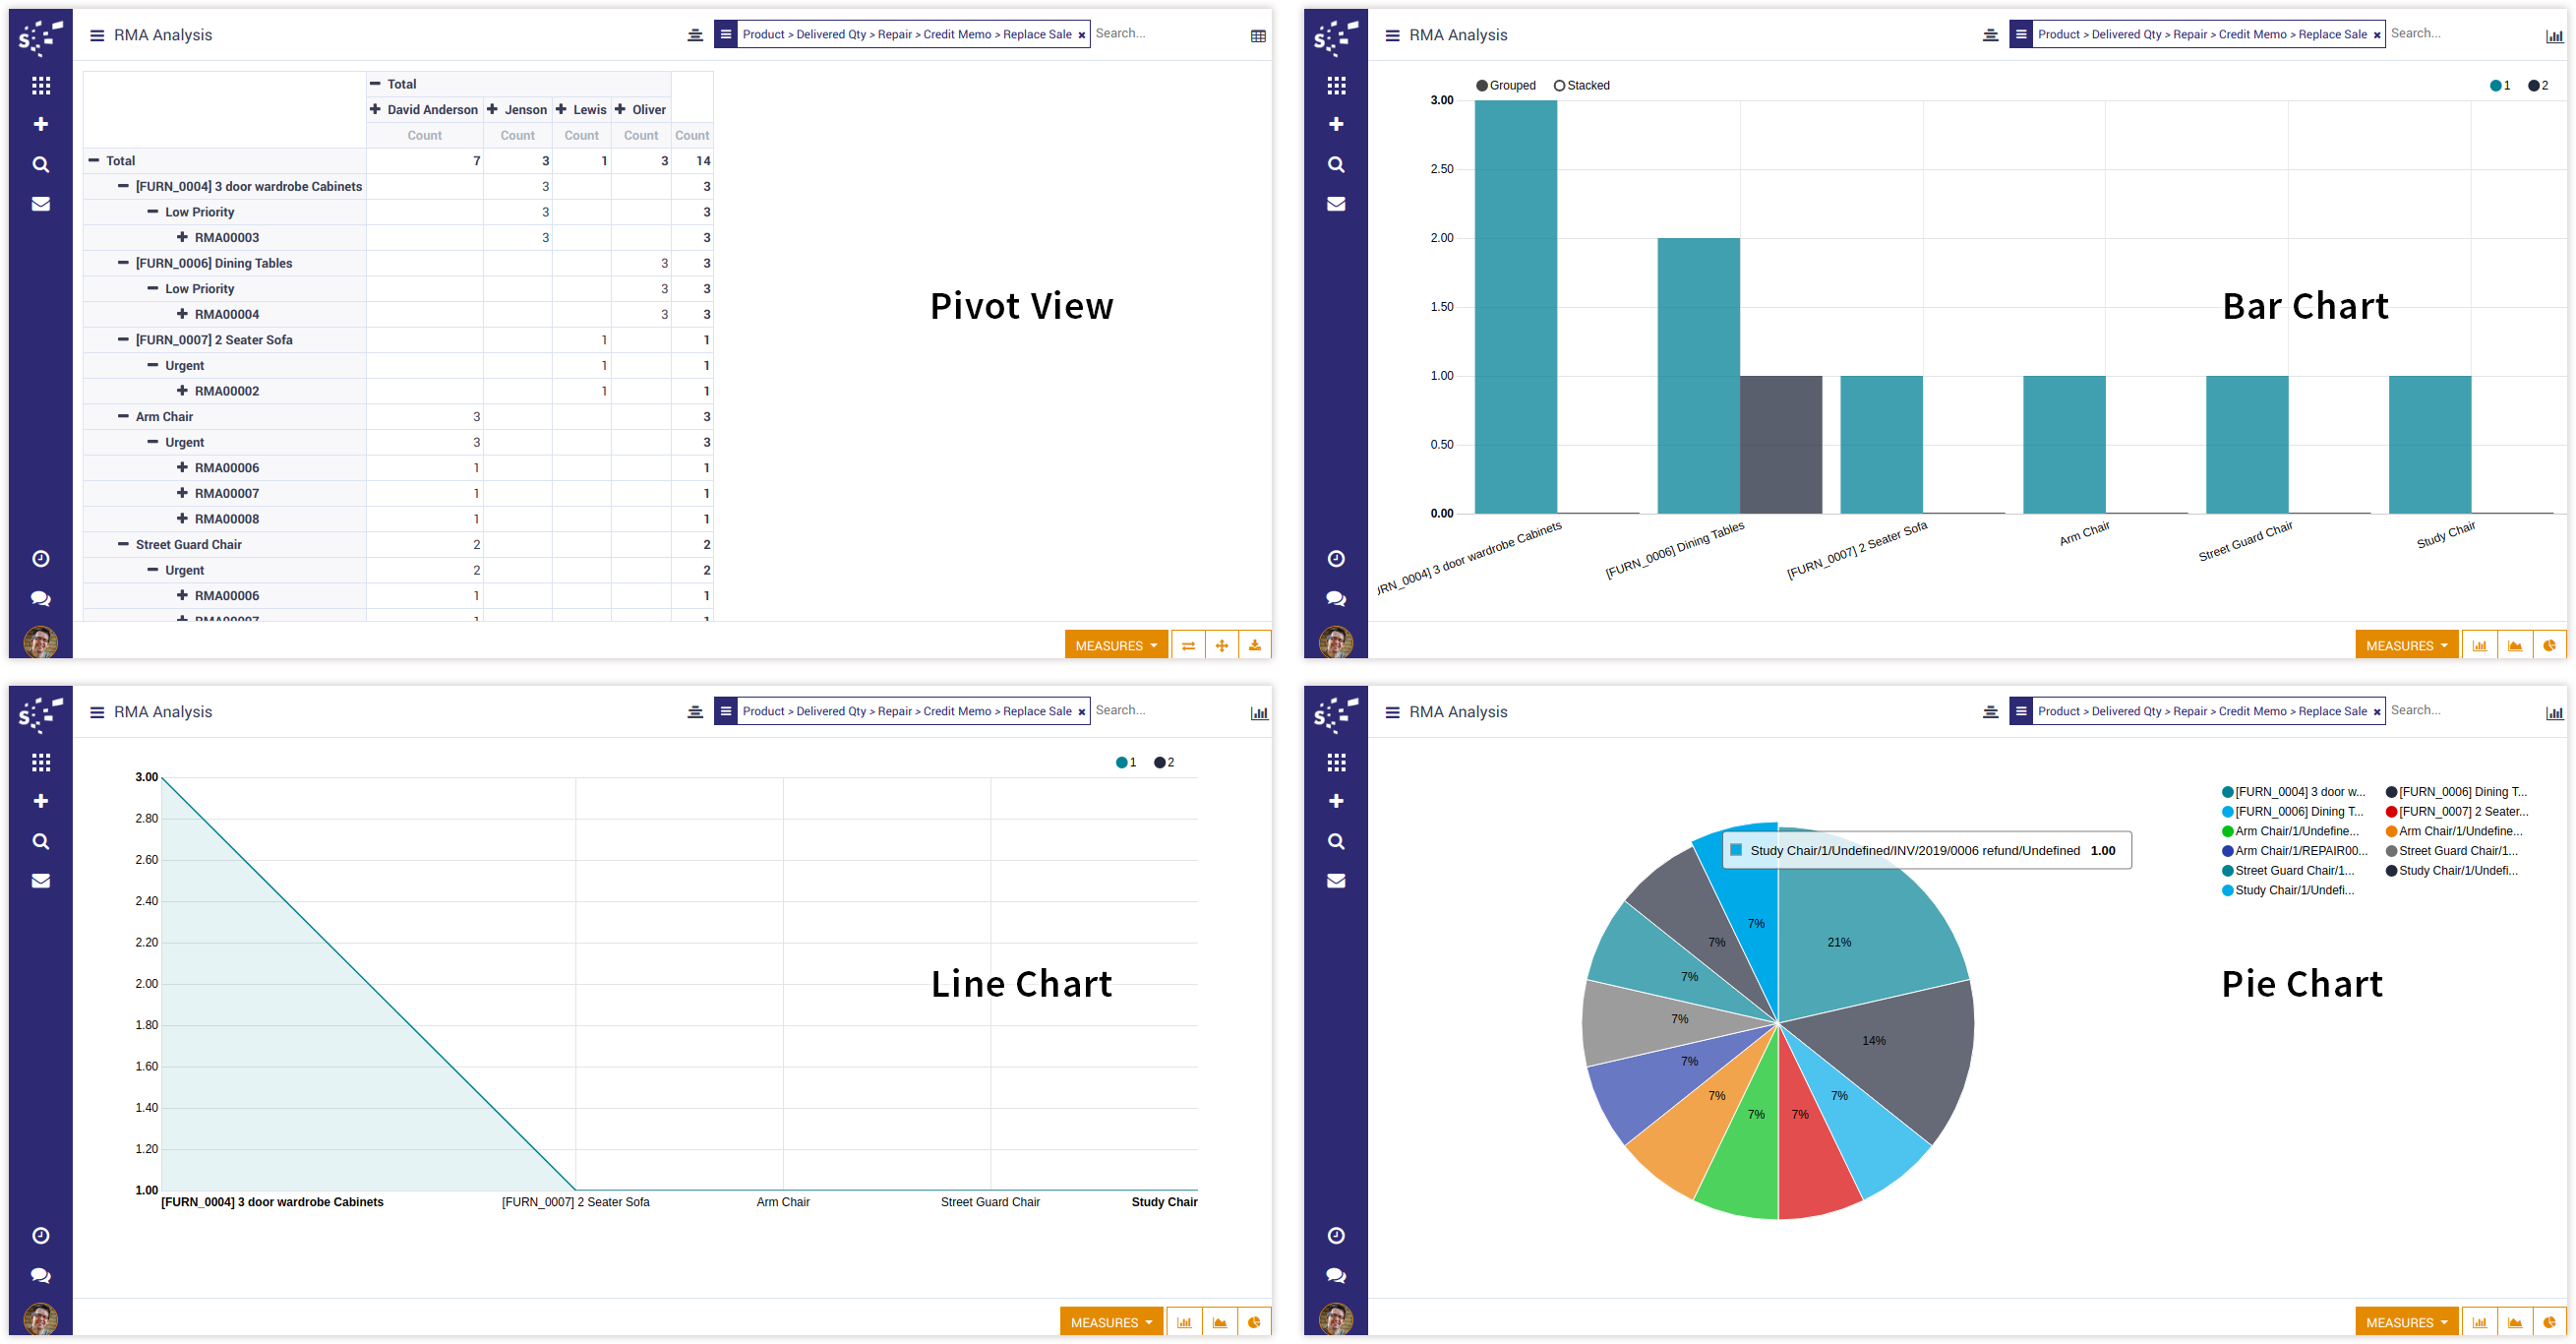 RMA Analysis
Product > Delivered Qty > Repair > Credit Memo > Replace Sale × Search...
Total
David Anderson Jenson Lewis Oliver
Count Count Count Count Count
Total 7 3 1 3 14
[FURN_0004] 3 door wardrobe Cabinets 3 3
Low Priority 3 3
RMA00003 3 3
[FURN_0006] Dining Tables 3 3
Low Priority 3 3
RMA00004 3 3
[FURN_0007] 2 Seater Sofa 1 1
Urgent 1 1
RMA00002 1 1
Arm Chair 3 3
Urgent 3 3
RMA00006 1 1
RMA00007 1 1
RMA00008 1 1
Street Guard Chair 2 2
Urgent 2 2
RMA00006 1 1
RMA00007 1 1
Pivot View
MEASURES
RMA Analysis
Product > Delivered Qty > Repair > Credit Memo > Replace Sale × Search...
Grouped Stacked 1 2
3.00
2.50
2.00
1.50
1.00
0.50
0.00
JRN_0004] 3 door wardrobe Cabinets
[FURN_0006] Dining Tables
[FURN_0007] 2 Seater Sofa
Arm Chair
Street Guard Chair
Study Chair
Bar Chart
MEASURES
RMA Analysis
Product > Delivered Qty > Repair > Credit Memo > Replace Sale × Search...
1 2
3.00
2.80
2.60
2.40
2.20
2.00
1.80
1.60
1.40
1.20
1.00
[FURN_0004] 3 door wardrobe Cabinets [FURN_0007] 2 Seater Sofa Arm Chair Street Guard Chair Study Chair
Line Chart
MEASURES
RMA Analysis
Product > Delivered Qty > Repair > Credit Memo > Replace Sale × Search...
[FURN_0004] 3 door w... [FURN_0006] Dining T...
[FURN_0006] Dining T... [FURN_0007] 2 Seater...
Arm Chair/1/Undefine... Arm Chair/1/Undefine...
Arm Chair/1/REPAIR00... Street Guard Chair/1...
Street Guard Chair/1... Study Chair/1/Undefi...
Study Chair/1/Undefi...
Study Chair/1/Undefined/INV/2019/0006 refund/Undefined 1.00
21%
14%
7%
7%
7%
7%
7%
7%
7%
7%
7%
Pie Chart
MEASURES